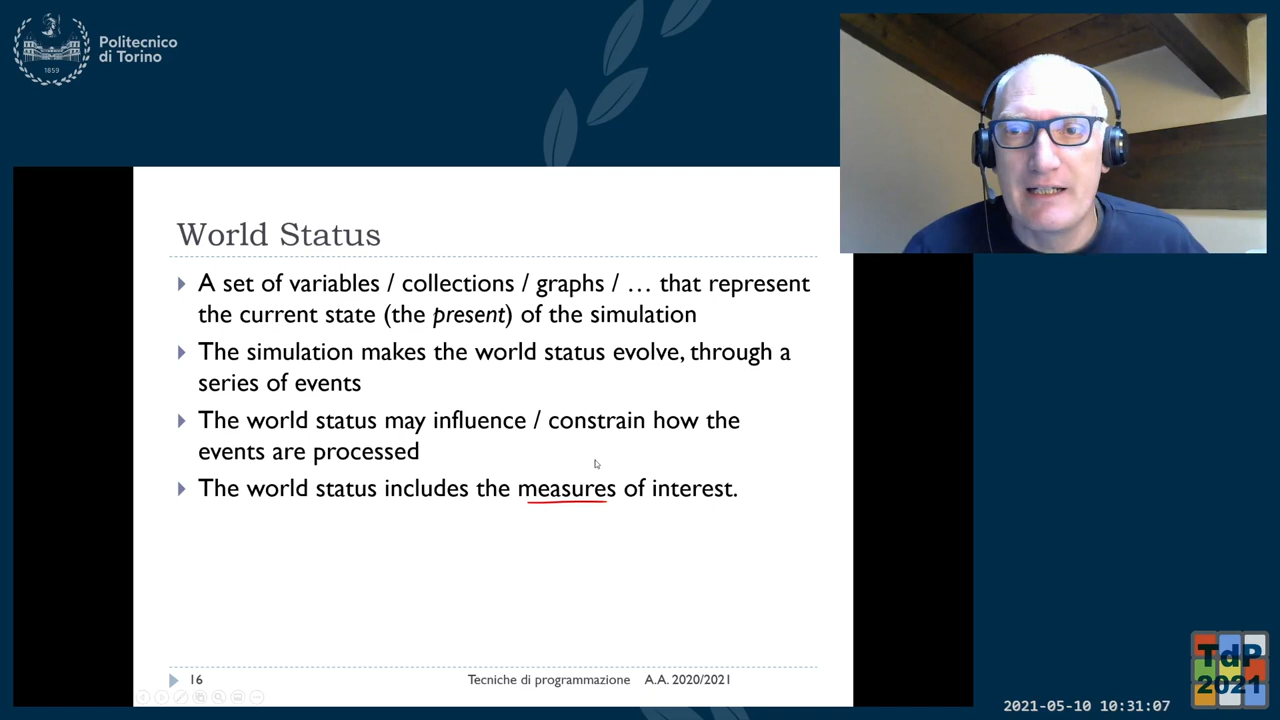 Politecnico
di Torino
1859
World Status
A set of variables / collections / graphs / … that represent
the current state (the present) of the simulation
The simulation makes the world status evolve, through a
series of events
The world status may influence / constrain how the
events are processed
The world status includes the measures of interest.
16
Tecniche di programmazione A.A. 2020/2021
TdP
2021
2021-05-10 10:31:07